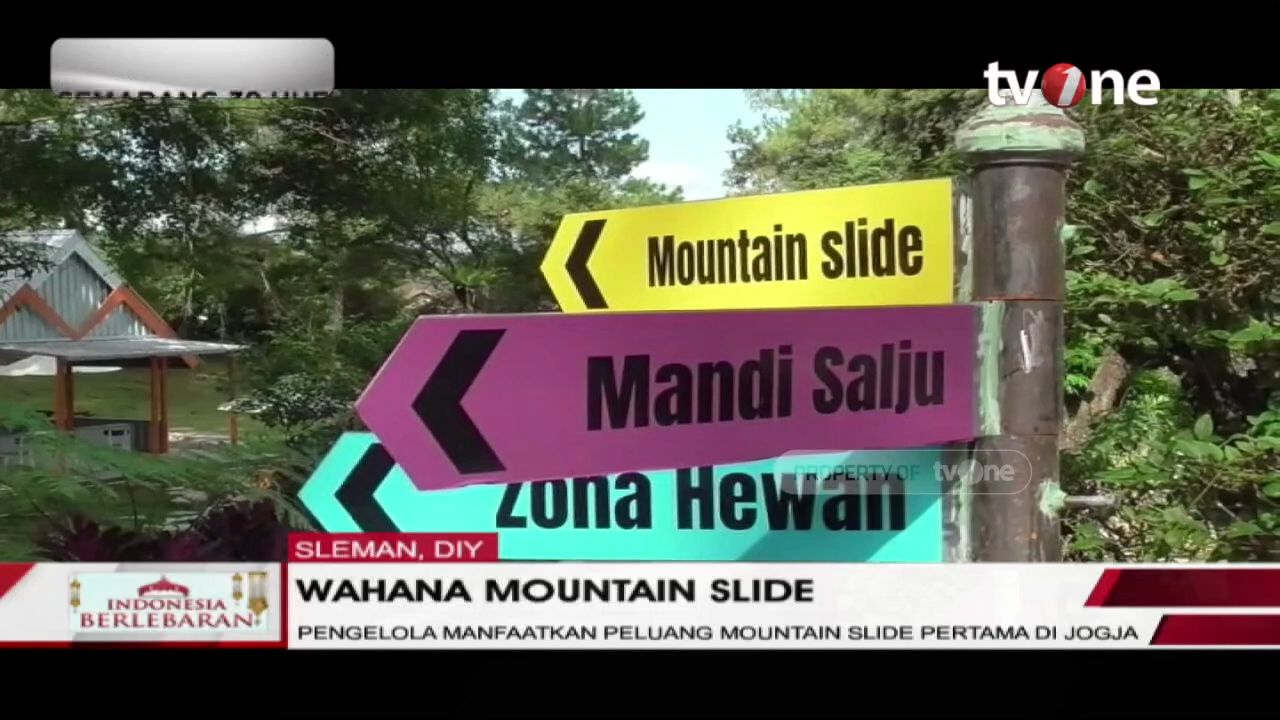 tvOne
Mountain slide
Mandi Salju
PROPERTY OF tvOne
Zona Hewan
SLEMAN, DIY
INDONESIA
BERLEBARAN
WAHANA MOUNTAIN SLIDE
PENGELOLA MANFAATKAN PELUANG MOUNTAIN SLIDE PERTAMA DI JOGJA